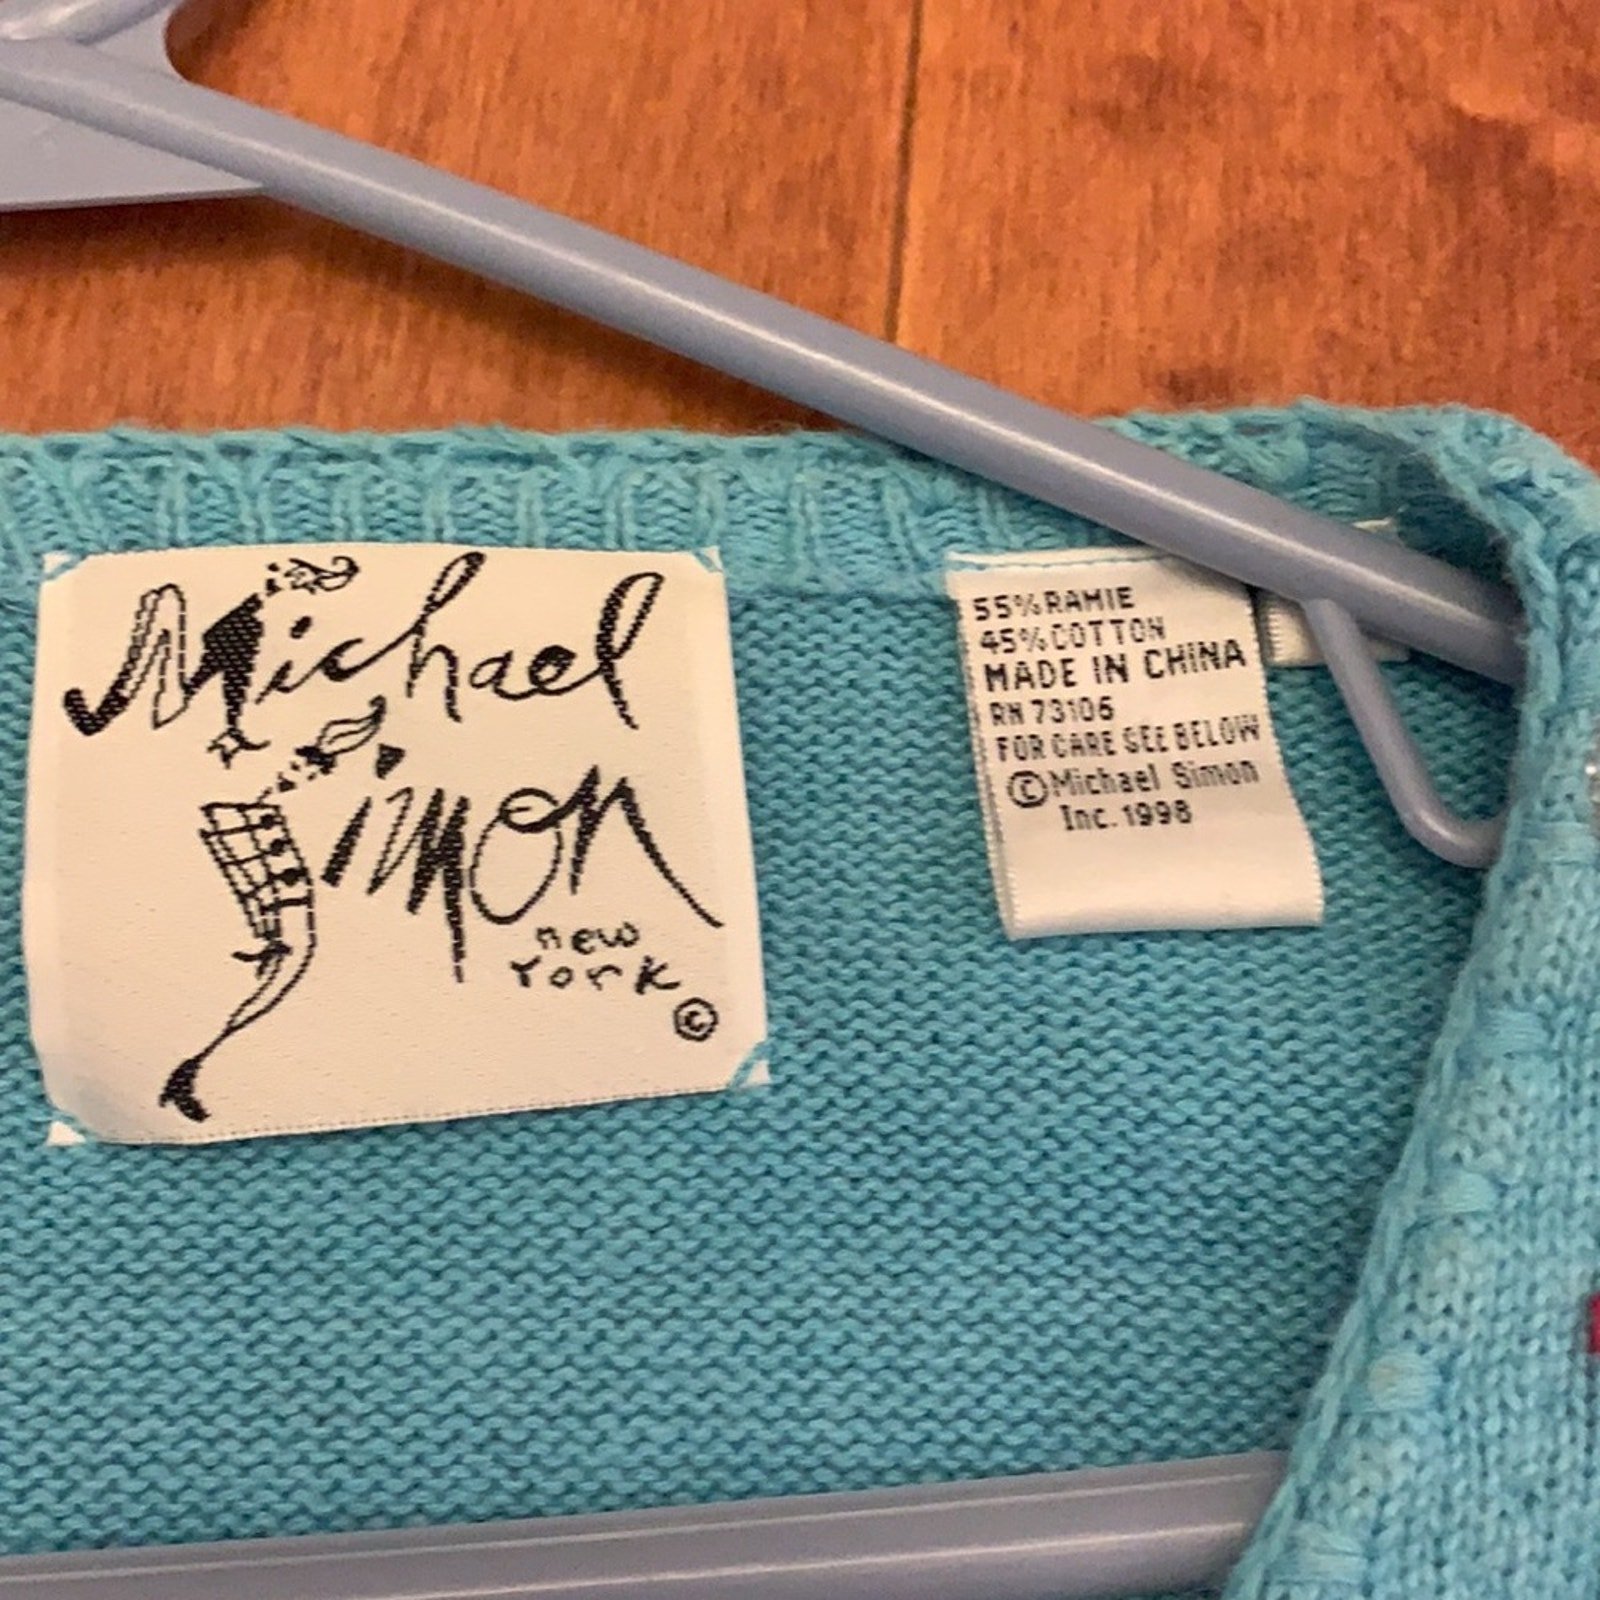 Michael
Simon
new
York
©
55% RAMIE
45% COTTON
MADE IN CHINA
RN 73106
FOR CARE SEE BELOW
©Michael Simon
Inc. 1998